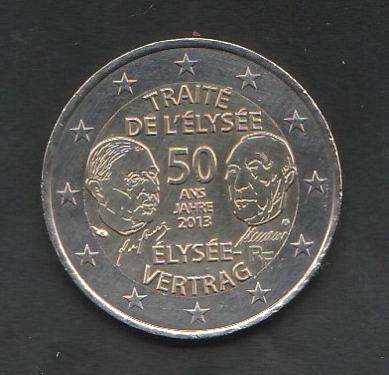 TRAITÉ
DE L'ÉLYSÉE
50
ANS
JAHRE
2013
ÉLYSÉE- RF
VERTRAG